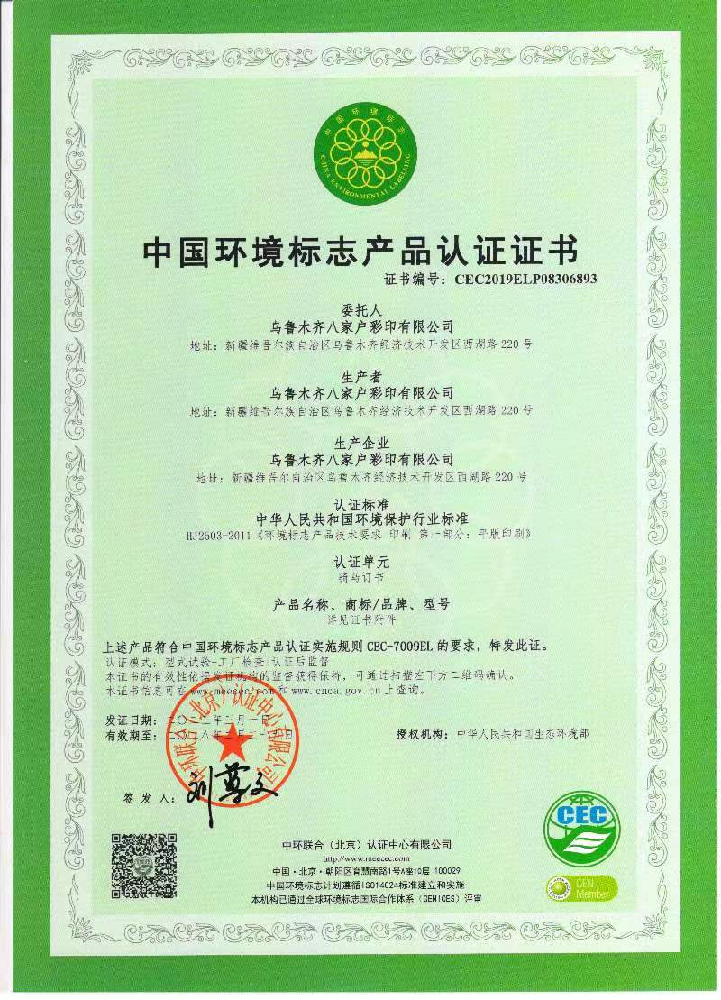 中国环境标志
CHINA ENVIRONMENTAL LABELLING
中国环境标志产品认证证书
证书编号：CEC2019ELP08306893
委托人
乌鲁木齐八家户彩印有限公司
地址：新疆维吾尔族自治区乌鲁木齐经济技术开发区西湖路 220 号
生产者
乌鲁木齐八家户彩印有限公司
地址：新疆维吾尔族自治区乌鲁木齐经济技术开发区西湖路 220 号
生产企业
乌鲁木齐八家户彩印有限公司
地址：新疆维吾尔自治区乌鲁木齐经济技术开发区西湖路 220 号
认证标准
中华人民共和国环境保护行业标准
HJ2503-2011《环境标志产品技术要求 印刷 第一部分：平版印刷》
认证单元
骑马订书
产品名称、商标/品牌、型号
详见证书附件
上述产品符合中国环境标志产品认证实施规则 CEC-7009EL 的要求，特发此证。
认证模式：型式试验+工厂检查+认证后监督
本证书的有效性依据发证机构的监督获得保持，可通过扫描左下方二维码确认。
本证书信息可在 www.meecec.com 和 www.cnca.gov.cn 上查询。
发证日期：二〇二三年三月一日
有效期至：二〇二八年二月二十九日
授权机构：中华人民共和国生态环境部
中环联合（北京）认证中心有限公司
签 发 人：刘尊文
CEC
中环联合（北京）认证中心有限公司
http://www.meecec.com
中国·北京·朝阳区育慧南路1号A座10层 100029
GEN
Member
中国环境标志计划遵循ISO14024标准建立和实施
本机构已通过全球环境标志国际合作体系（GENICES）评审